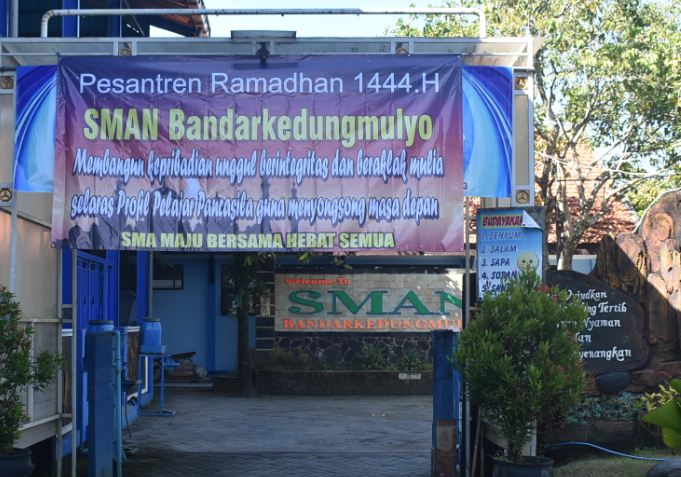 Pesantren Ramadhan 1444.H
SMAN Bandarkedungmulyo
Membangun kepribadian unggul berintegritas dan berakhlak mulia
selaras Profil Pelajar Pancasila guna menyongsong masa depan
SMA MAJU BERSAMA HEBAT SEMUA
3
BUDAYAKAN
1. SENYUM
2. SALAM
3. SAPA
4. SOPAN
Welcome To
SMAN
BANDARKEDUNGMUL
Tertib
Nyaman